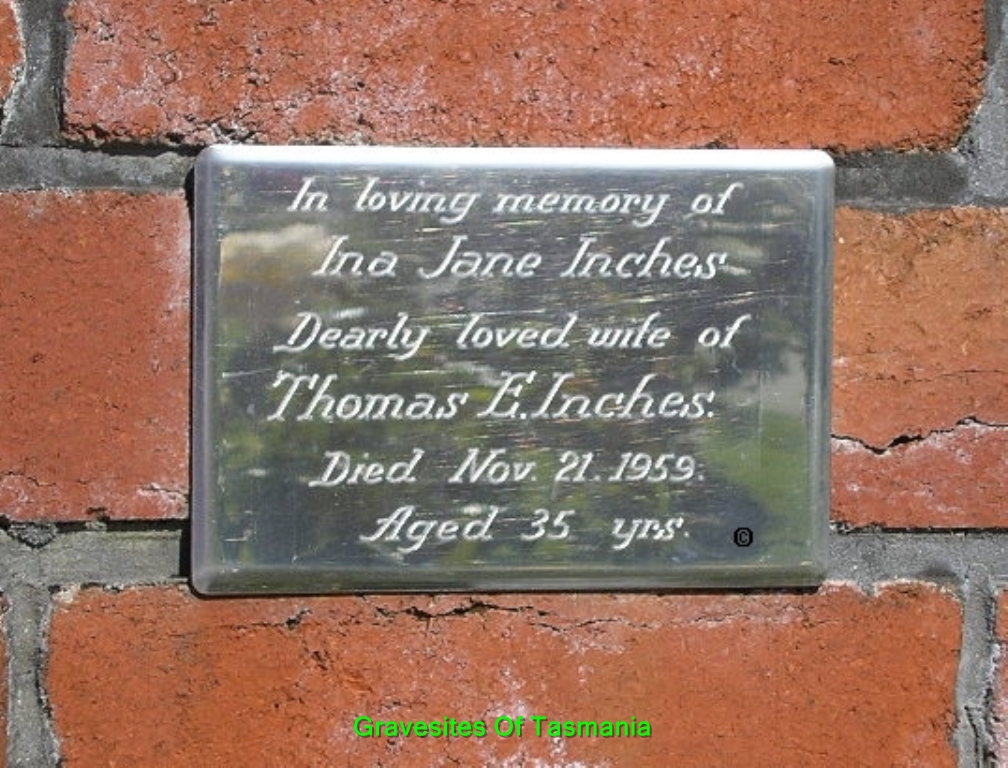 In loving memory of
Ina Jane Inches
Dearly loved wife of
Thomas E. Inches.
Died Nov. 21. 1959.
Aged 35 yrs.
©
Gravesites Of Tasmania